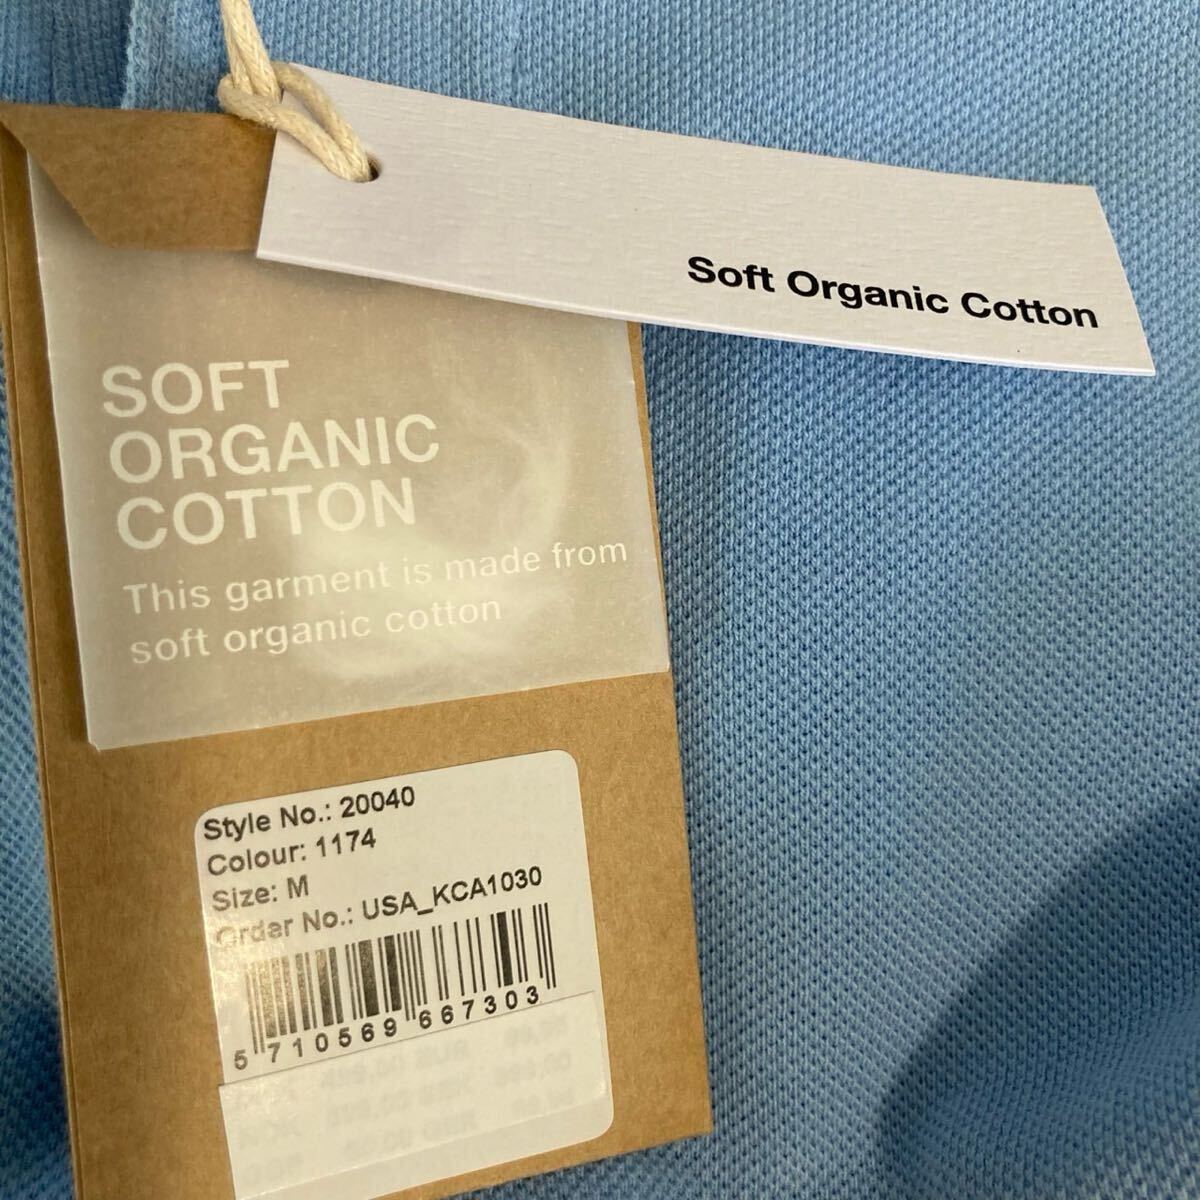 Soft Organic Cotton
SOFT
ORGANIC
COTTON
This garment is made from
soft organic cotton
Style No.: 20040
Colour: 1174
Size: M
Order No.: USA_KCA1030
5 710569 667303